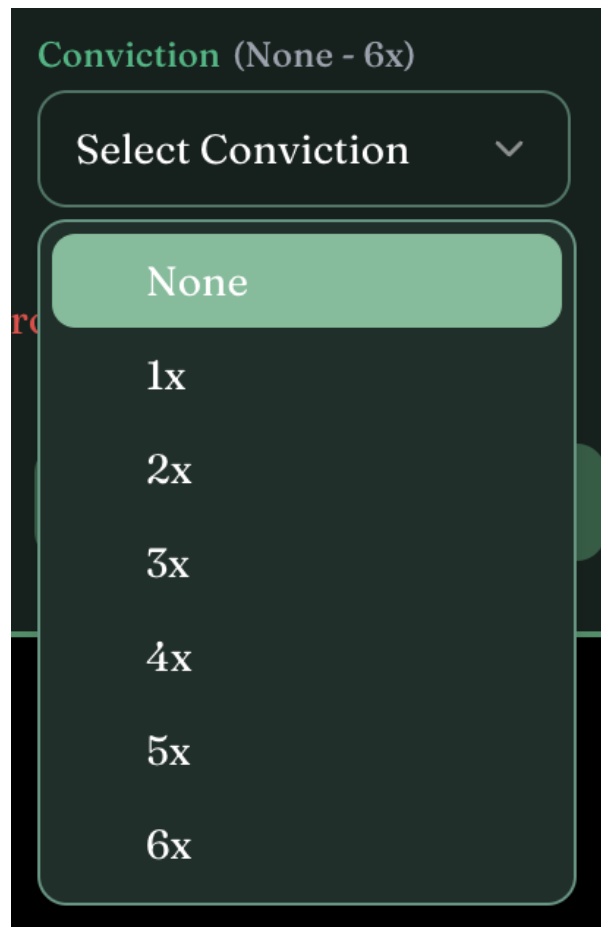 Conviction (None - 6x)
Select Conviction
None
1x
2x
3x
4x
5x
6x